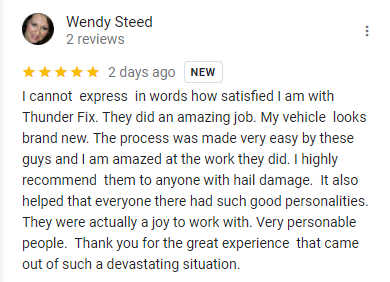 Wendy Steed
2 reviews
2 days ago NEW
I cannot  express  in words how satisfied I am with
Thunder Fix. They did an amazing job. My vehicle  looks
brand new. The process was made very easy by these
guys and I am amazed at the work they did. I highly
recommend  them to anyone with hail damage.  It also
helped that everyone there had such good personalities.
They were actually a joy to work with. Very personable
people.  Thank you for the great experience  that came
out of such a devastating situation.